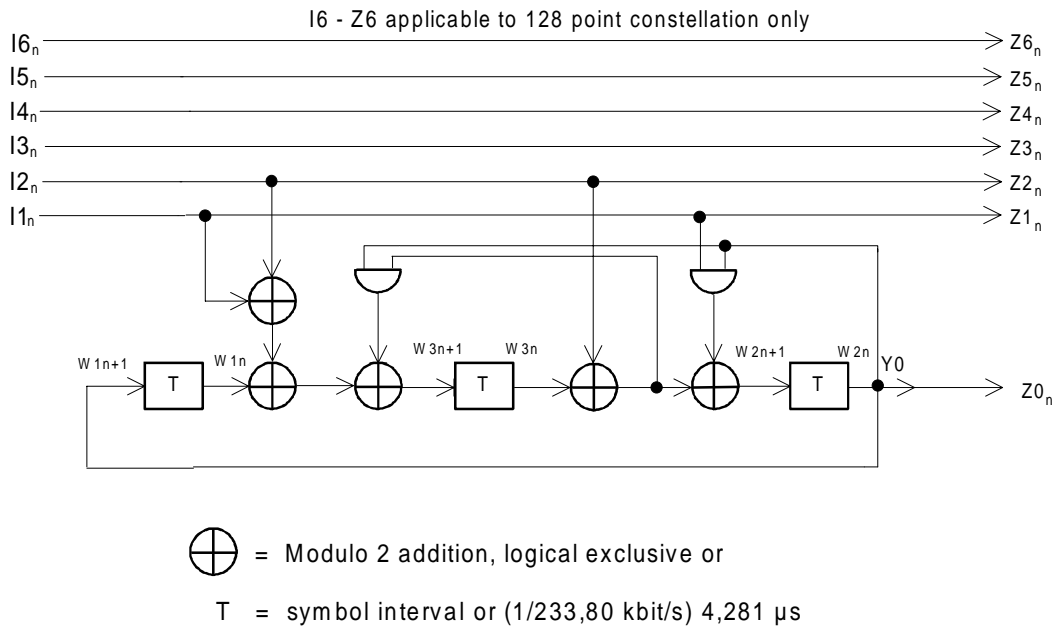 I6 - Z6 applicable to 128 point constellation only
I6n Z6n
I5n Z5n
I4n Z4n
I3n Z3n
I2n Z2n
I1n Z1n
W 1n+1 T W 1n W 3n+1 T W 3n W 2n+1 T W 2n Y0 Z0n
= Modulo 2 addition, logical exclusive or
T = symbol interval or (1/233,80 kbit/s) 4,281 µs